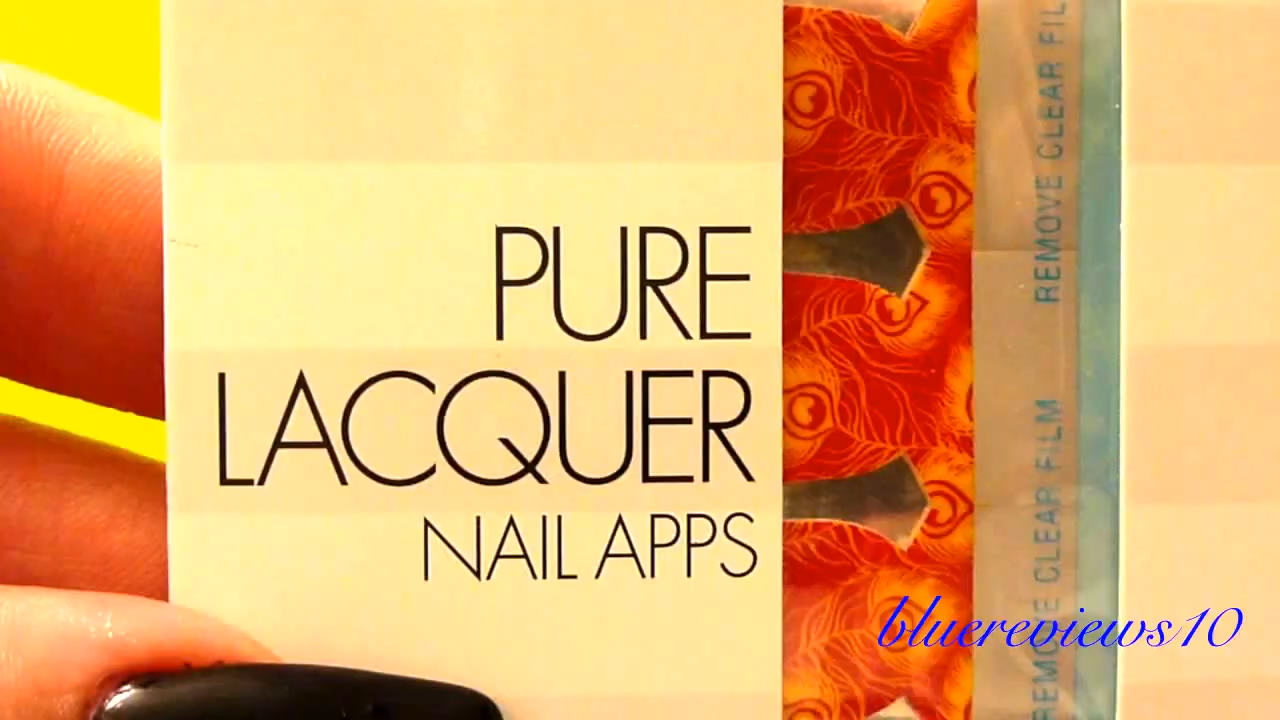 PURE
LACQUER
NAIL APPS
REMOVE CLEAR FIL
REMOVE CLEAR FILM
bluereviews10